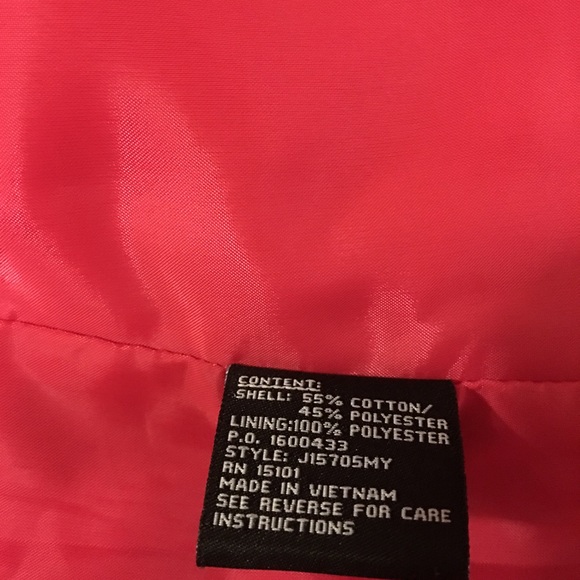 CONTENT:
SHELL: 55% COTTON/
45% POLYESTER
LINING:100% POLYESTER
P.O. 1600433
STYLE: J15705MY
RN 15101
MADE IN VIETNAM
SEE REVERSE FOR CARE
INSTRUCTIONS